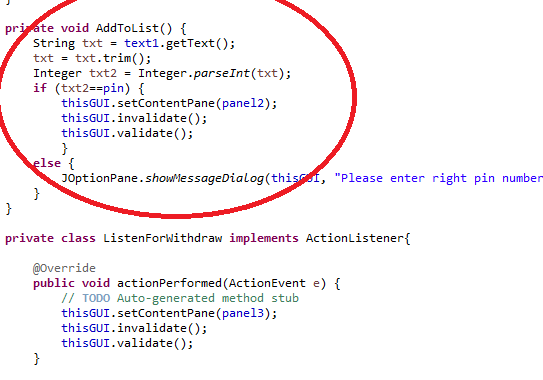 }
private void AddToList() {
String txt = text1.getText();
txt = txt.trim();
Integer txt2 = Integer.parseInt(txt);
if (txt2==pin) {
thisGUI.setContentPane(panel2);
thisGUI.invalidate();
thisGUI.validate();
}
else {
JOptionPane.showMessageDialog(thisGUI, "Please enter right pin number
}
}
private class ListenForWithdraw implements ActionListener{
@Override
public void actionPerformed(ActionEvent e) {
// TODO Auto-generated method stub
thisGUI.setContentPane(panel3);
thisGUI.invalidate();
thisGUI.validate();
}